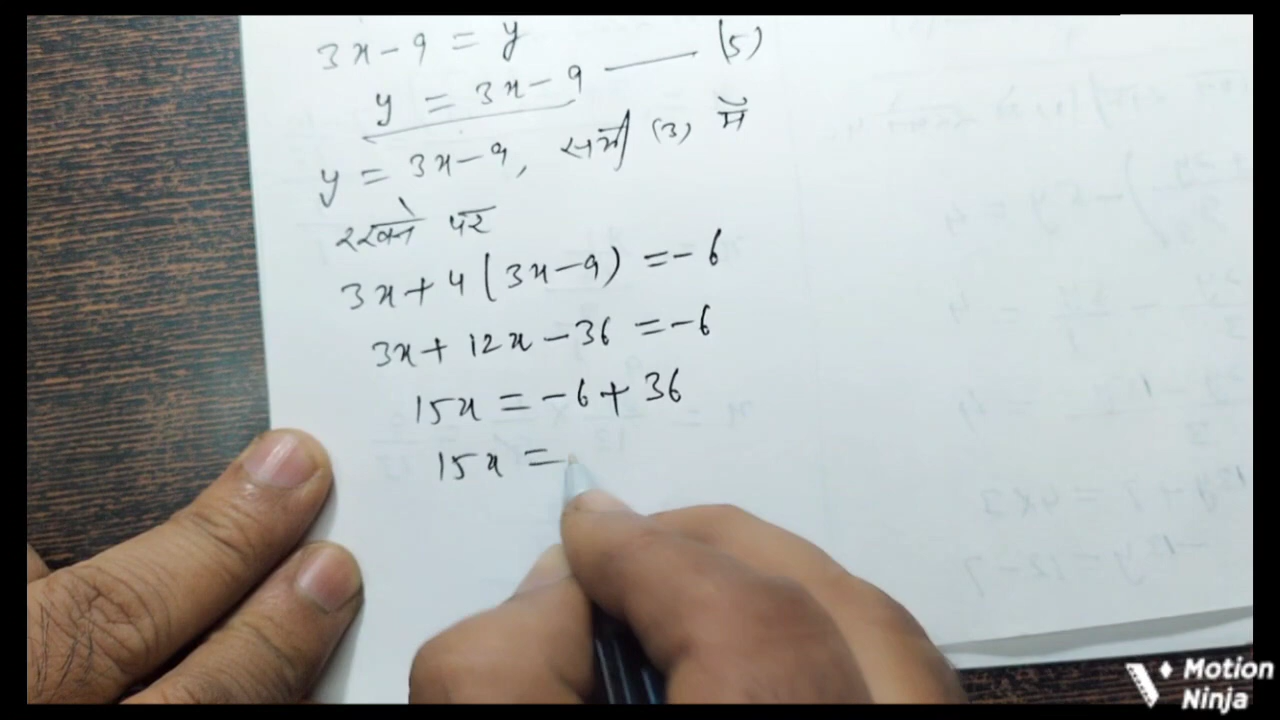 3x - 9 = y
y = 3x - 9 —— (5)
y = 3x - 9, समी (3) में
रखने पर
3x + 4 (3x - 9) = - 6
3x + 12x - 36 = - 6
15x = - 6 + 36
15x =
Motion
Ninja